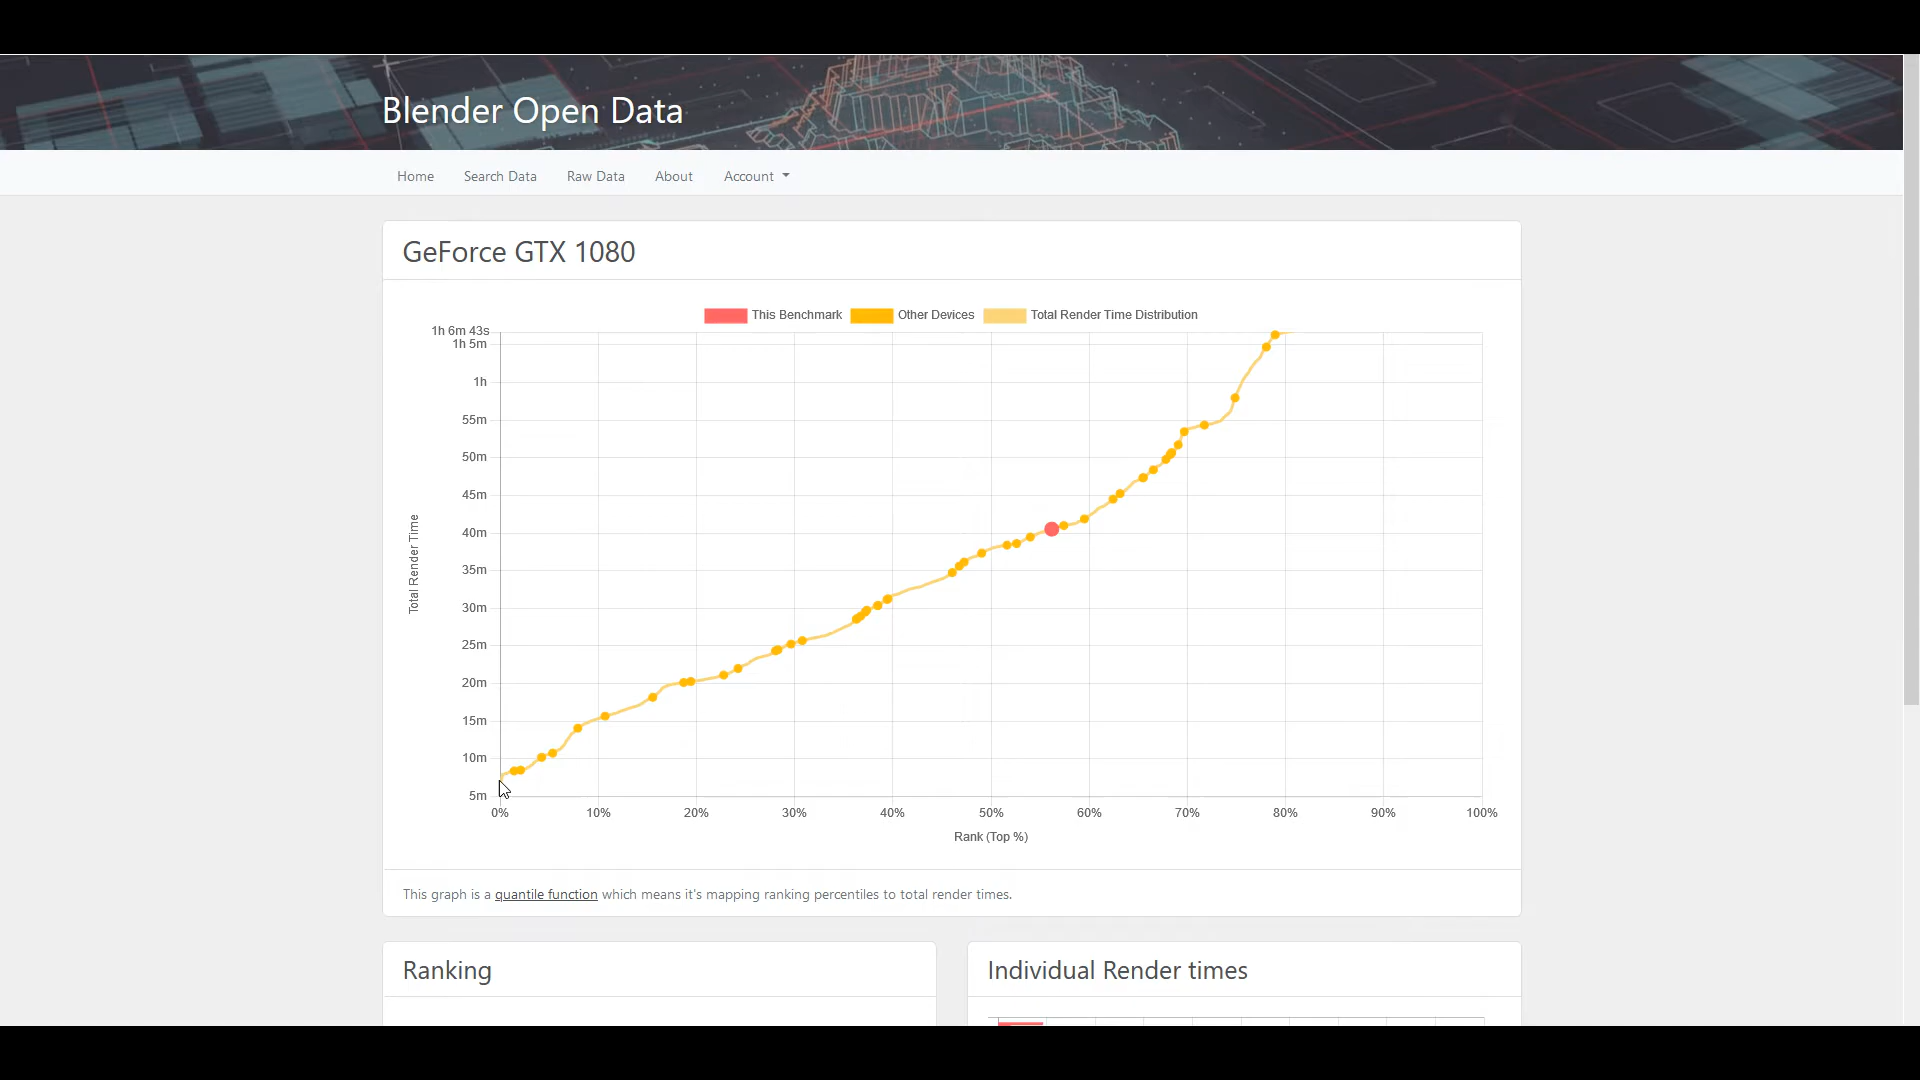 Blender Open Data
Home Search Data Raw Data About Account
GeForce GTX 1080
This Benchmark Other Devices Total Render Time Distribution
1h 6m 43s
1h 5m
1h
55m
50m
45m
40m
35m
30m
25m
20m
15m
10m
5m
Total Render Time
0% 10% 20% 30% 40% 50% 60% 70% 80% 90% 100%
Rank (Top %)
This graph is a quantile function which means it's mapping ranking percentiles to total render times.
Ranking
Individual Render times